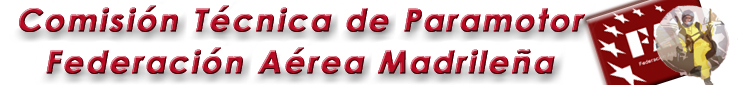 Comisión Técnica de Paramotor
Federación Aérea Madrileña